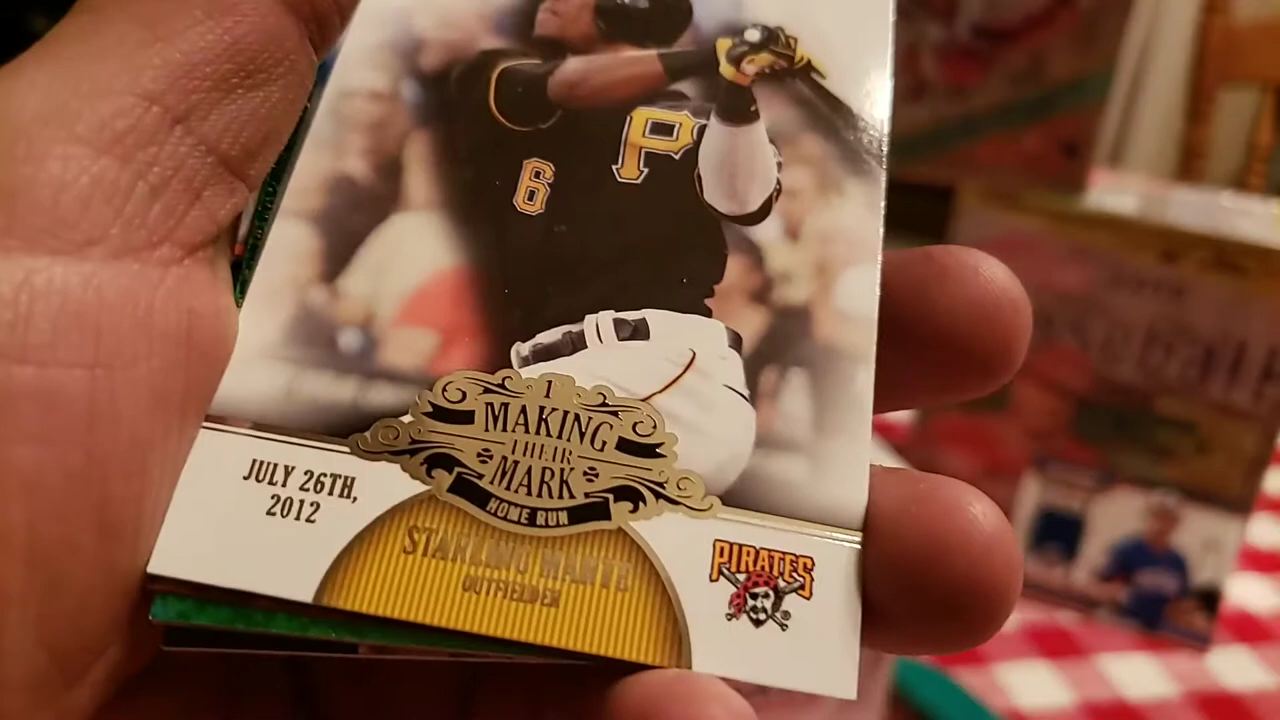 P
6
1
MAKING
THEIR
MARK
HOME RUN
JULY 26TH,
2012
STARLING MARTE
OUTFIELDER
PIRATES